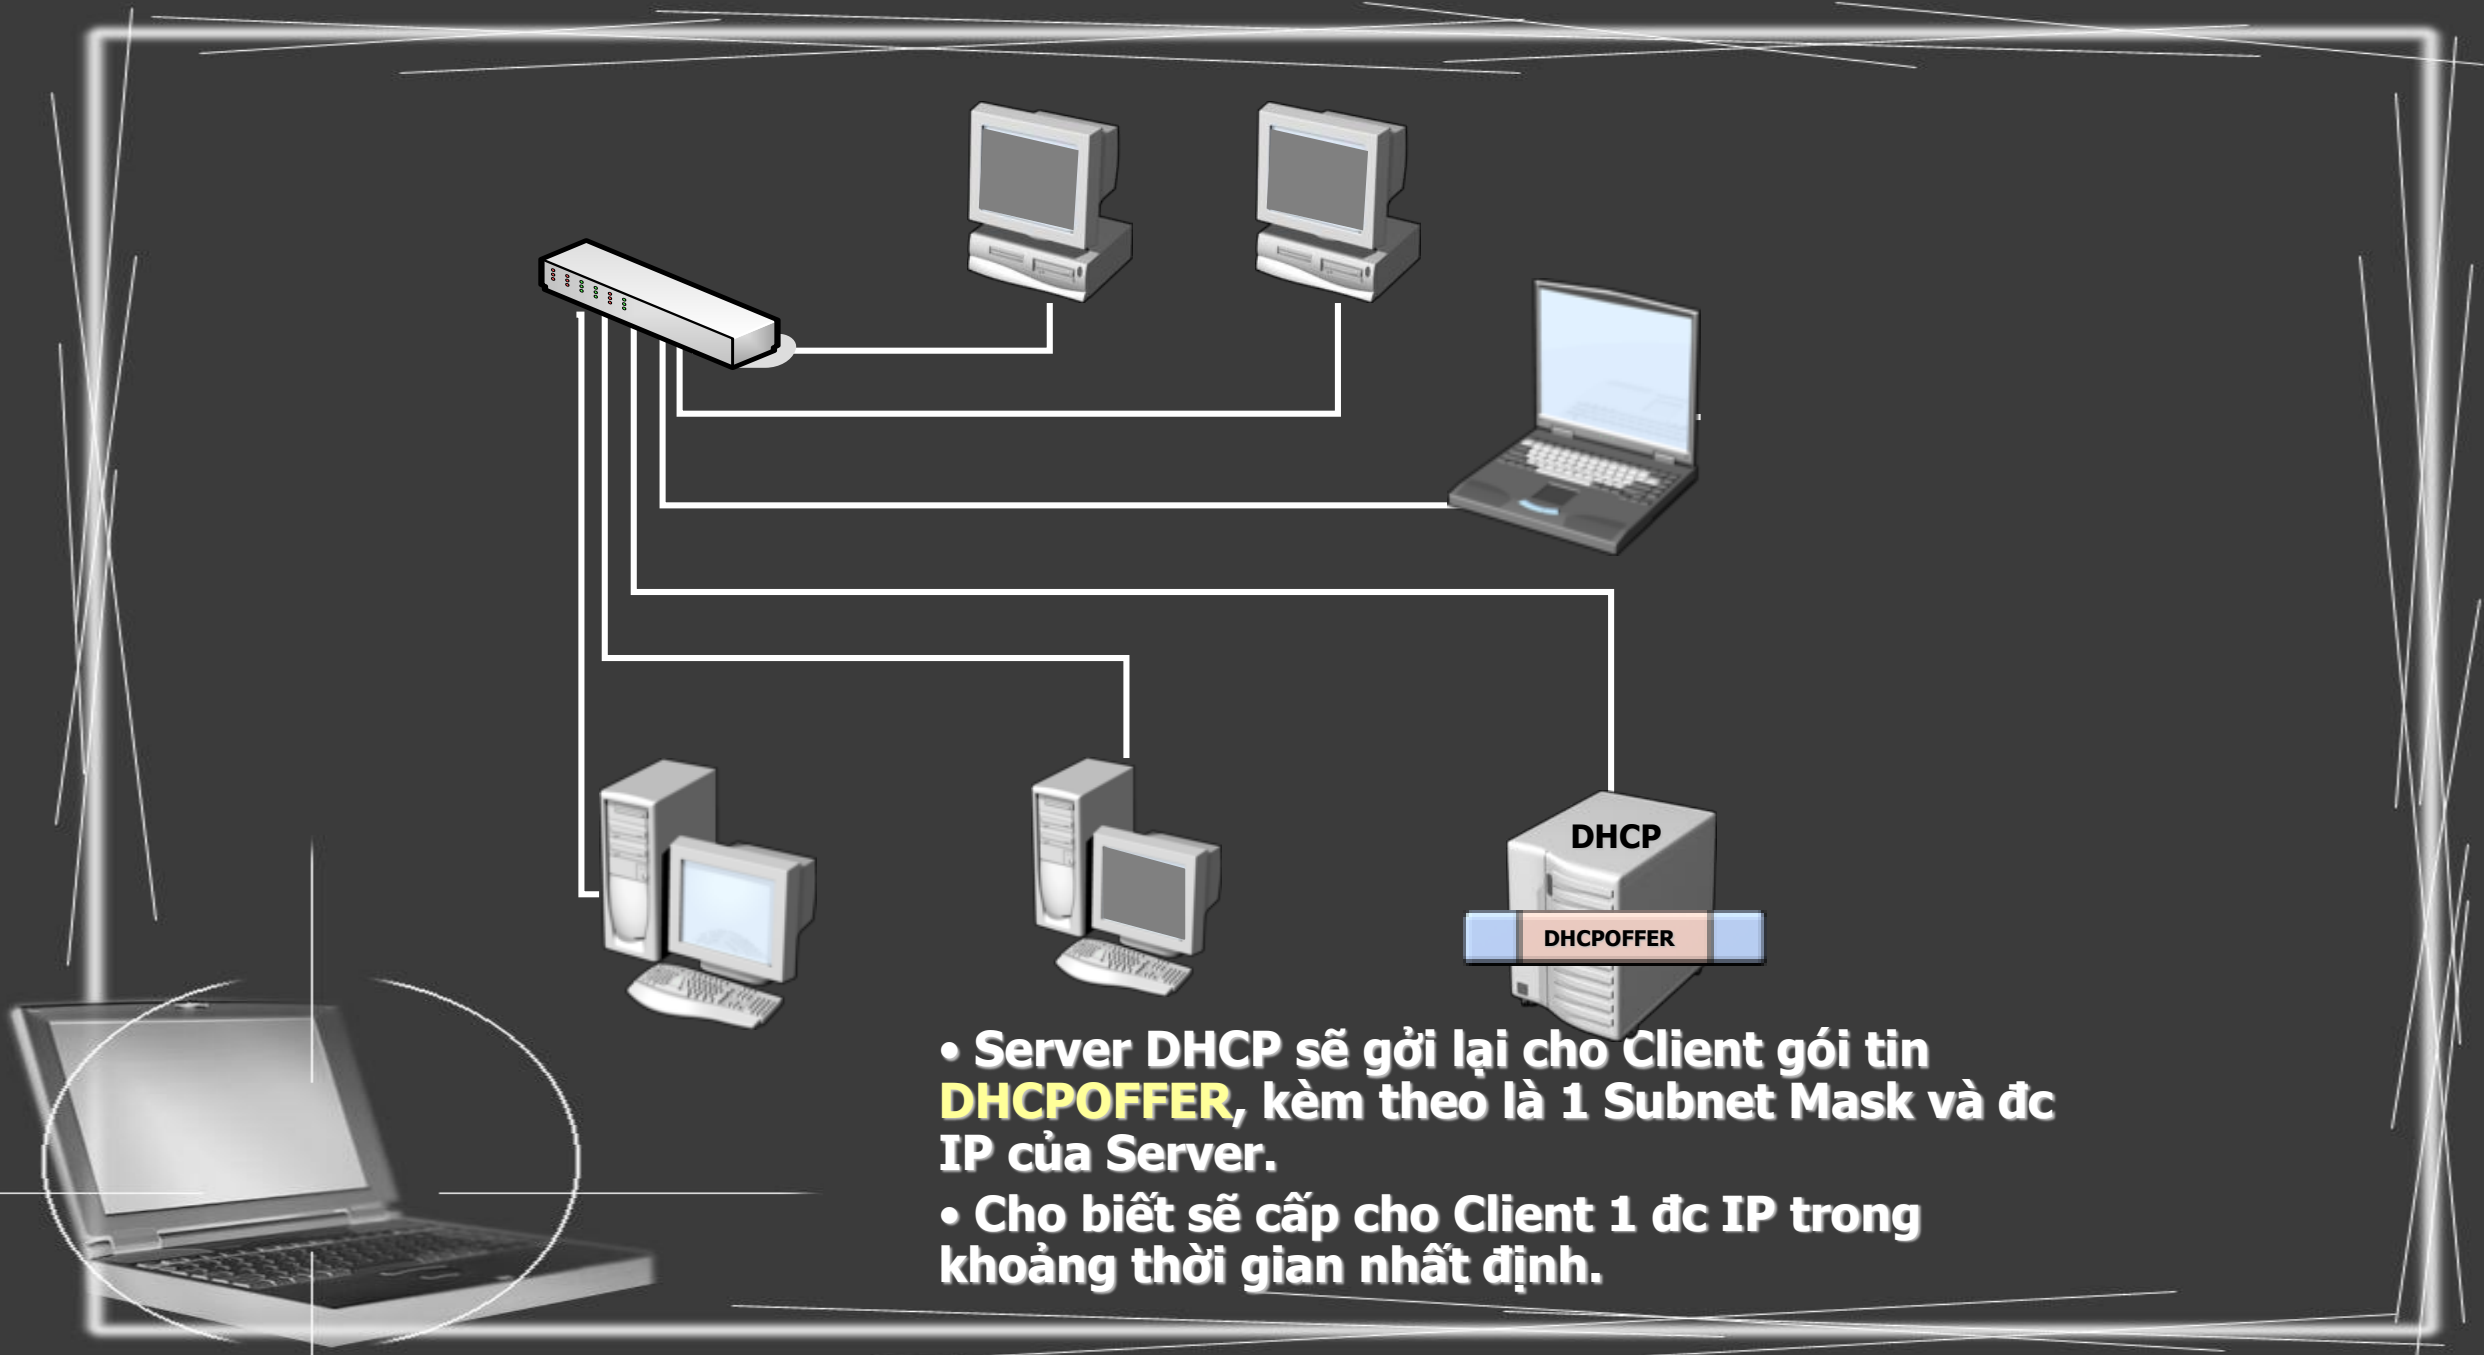 DHCP
DHCPOFFER
• Server DHCP sẽ gởi lại cho Client gói tin
DHCPOFFER, kèm theo là 1 Subnet Mask và đc
IP của Server.
• Cho biết sẽ cấp cho Client 1 đc IP trong
khoảng thời gian nhất định.